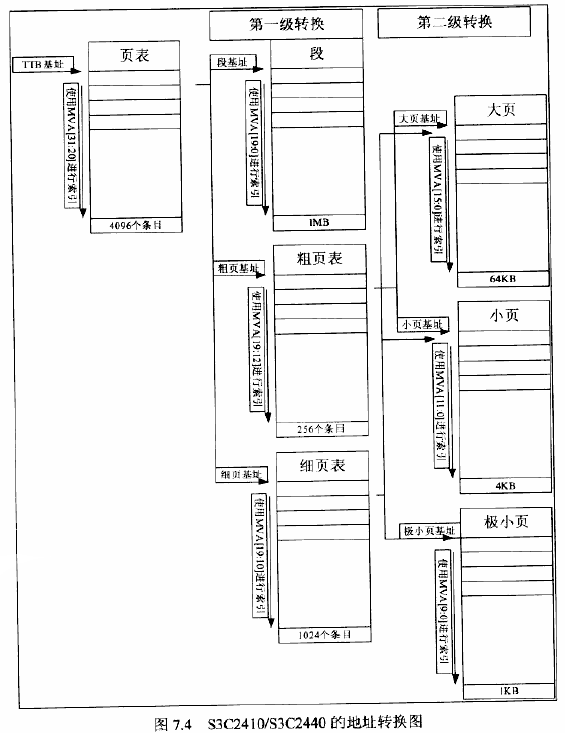 第一级转换
第二级转换
TTB基址
页表
使用MVA[31:20]进行索引
4096个条目
段基址
段
使用MVA[19:0]进行索引
1MB
粗页基址
粗页表
使用MVA[19:12]进行索引
256个条目
细页基址
细页表
使用MVA[19:10]进行索引
1024个条目
大页基址
大页
使用MVA[15:0]进行索引
64KB
小页基址
小页
使用MVA[11:0]进行索引
4KB
极小页基址
极小页
使用MVA[9:0]进行索引
1KB
图 7.4 S3C2410/S3C2440 的地址转换图